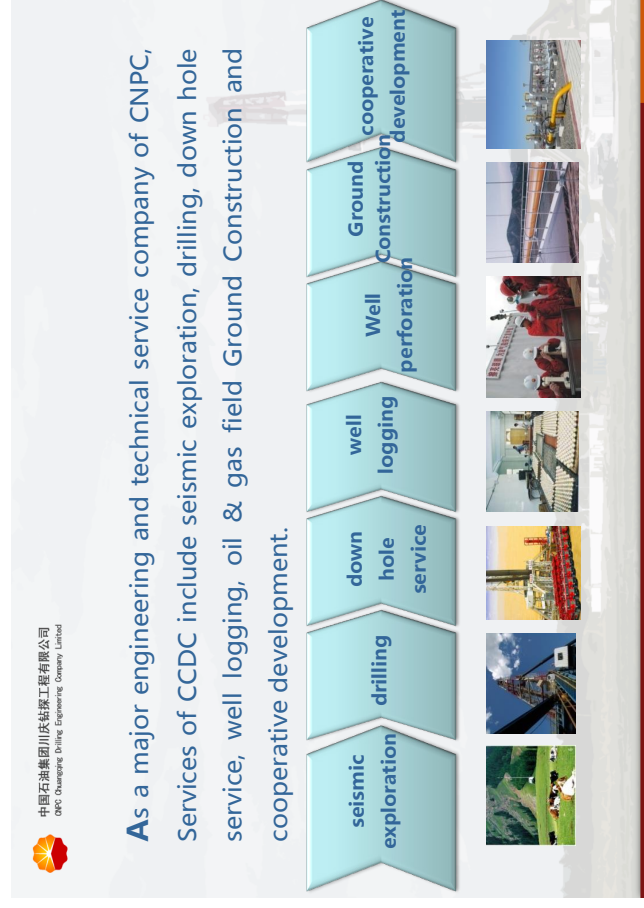 中国石油集团川庆钻探工程有限公司
CNPC Chuanqing Drilling Engineering Company Limited
As a major engineering and technical service company of CNPC,
Services of CCDC include seismic exploration, drilling, down hole
service, well logging, oil & gas field Ground Construction and
cooperative development.
seismic
exploration
drilling
down
hole
service
well
logging
Well
perforation
Ground
Construction
cooperative
development